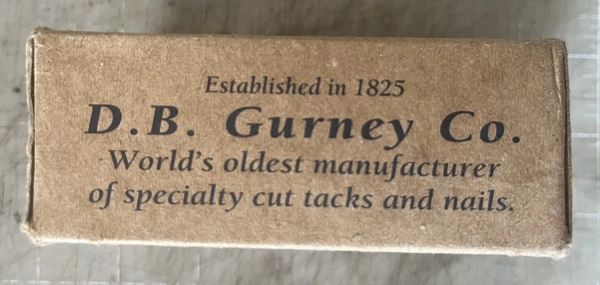 Established in 1825
D.B. Gurney Co.
World's oldest manufacturer
of specialty cut tacks and nails.